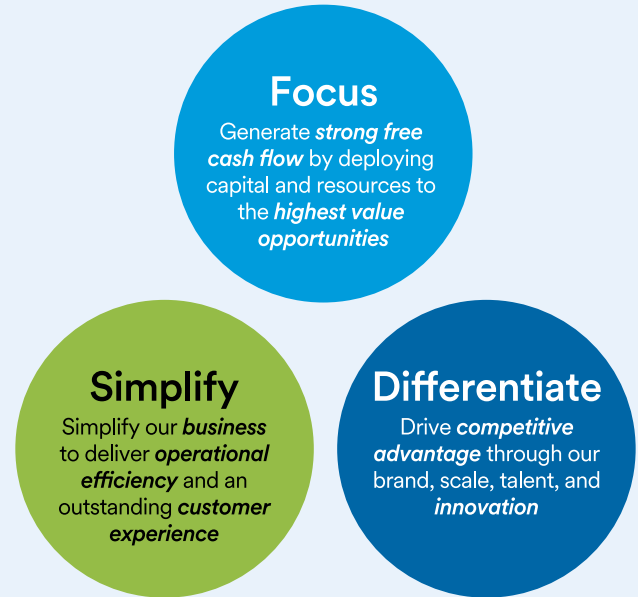 Focus
Generate strong free
cash flow by deploying
capital and resources to
the highest value
opportunities
Simplify
Simplify our business
to deliver operational
efficiency and an
outstanding customer
experience
Differentiate
Drive competitive
advantage through our
brand, scale, talent, and
innovation